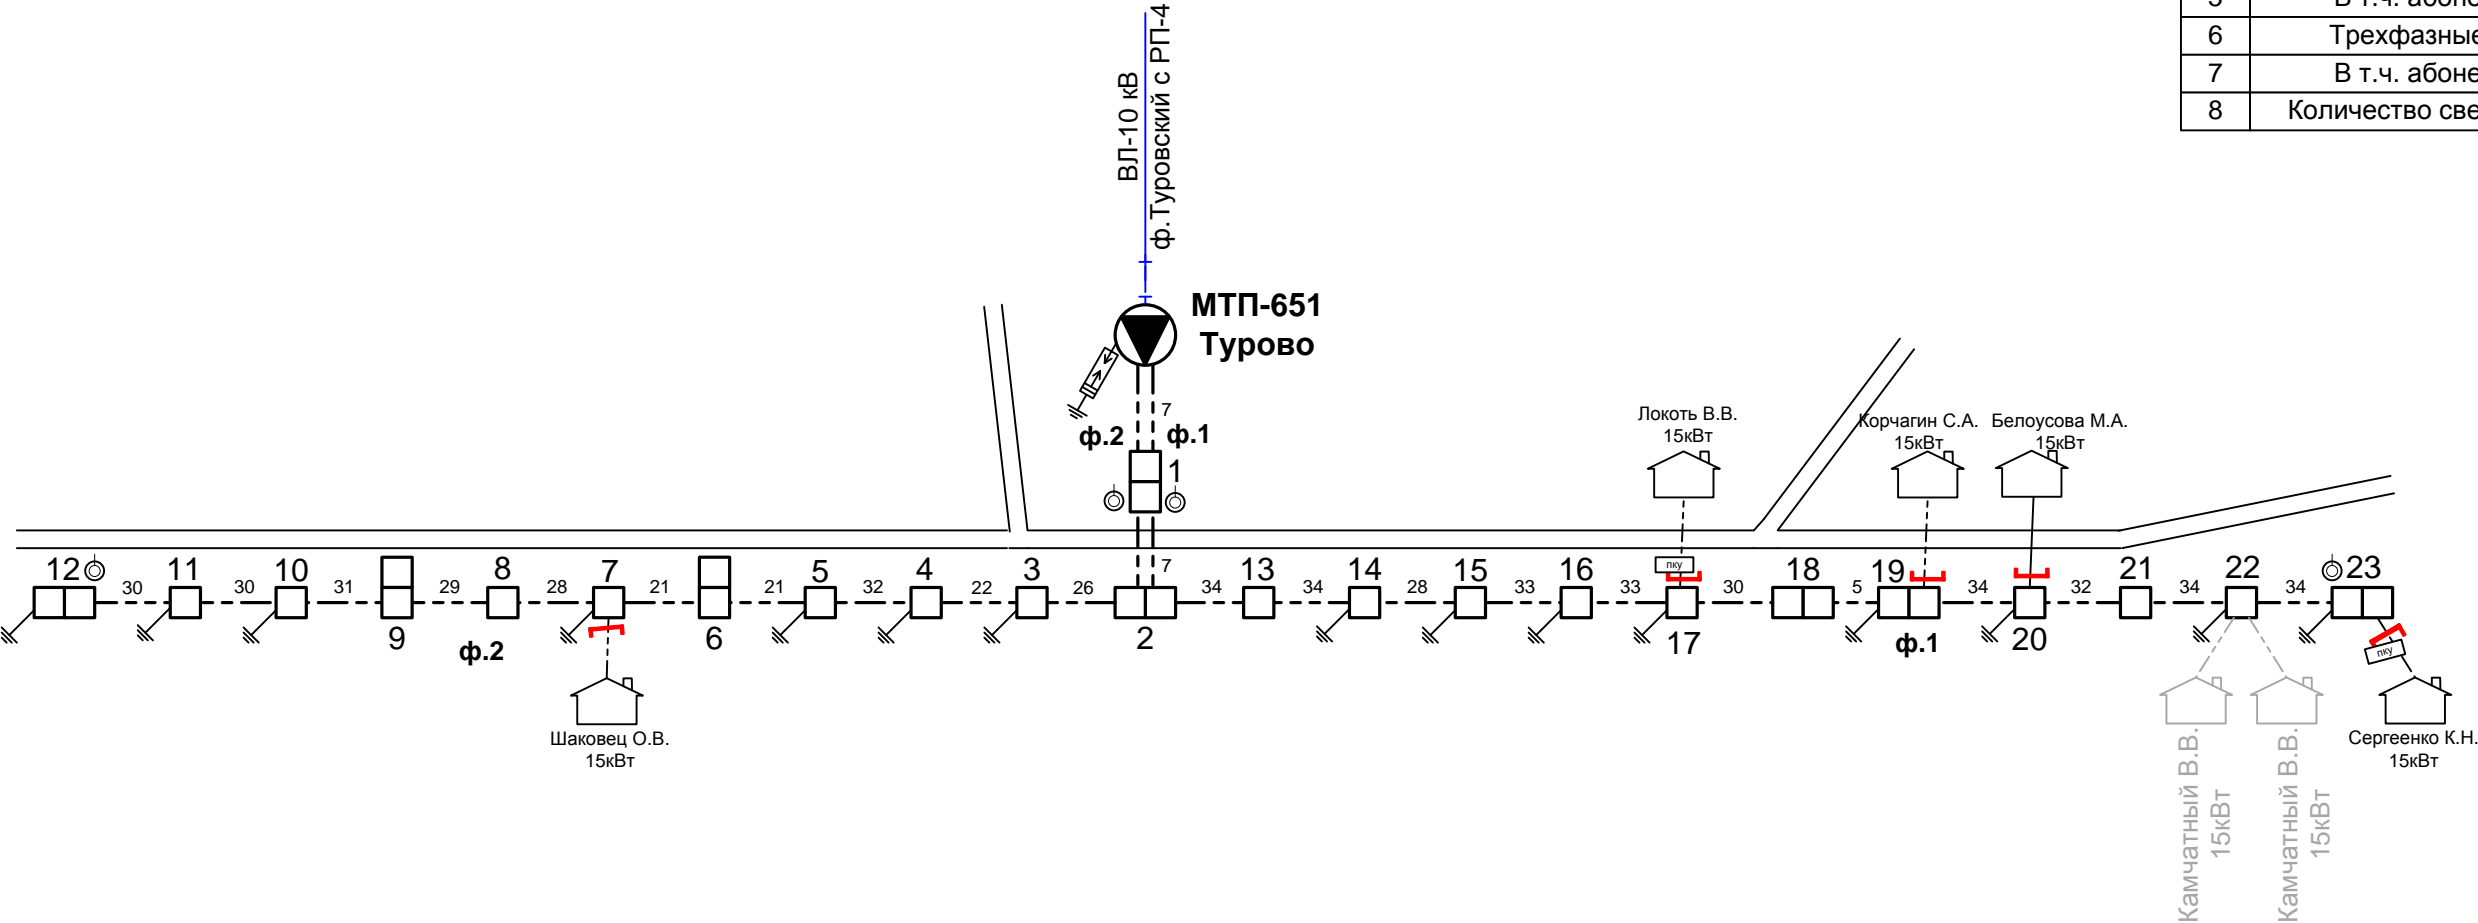 5 В т.ч. абоне
6 Трехфазные
7 В т.ч. абоне
8 Количество све
ВЛ-10 кВ
ф.Туровский с РП-4
МТП-651
Турово
7
ф.2 ф.1
1
Локоть В.В.
15кВт
Корчагин С.А.
15кВт
Белоусова М.А.
15кВт
12 11 10 8 7 5 4 3 7 13 14 15 16 пку 18 19 21 22 23
30 30 31 29 28 21 21 32 22 26 34 34 28 33 33 30 5 34 32 34 34
9 ф.2 6 2 17 ф.1 20 пку
Шаковец О.В.
15кВт
Камчатный В.В.
15кВт
Камчатный В.В.
15кВт
Сергеенко К.Н.
15кВт